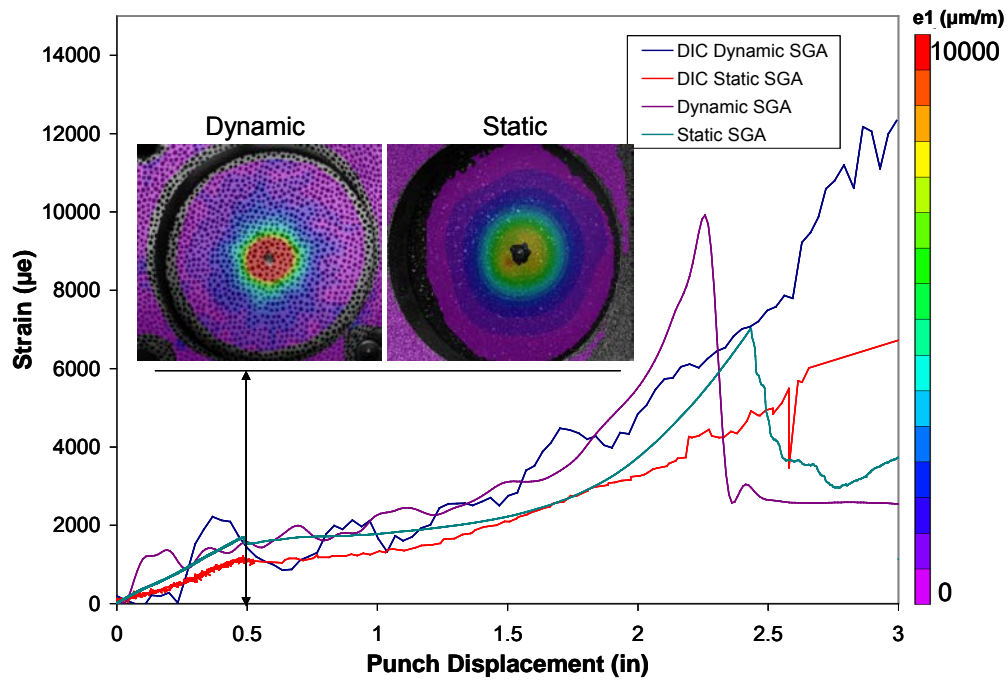 e1 (µm/m)
10000
0
14000
12000
10000
8000
6000
4000
2000
0
Strain (µe)
DIC Dynamic SGA
DIC Static SGA
Dynamic SGA
Static SGA
Dynamic
Static
0
0.5
1
1.5
2
2.5
3
Punch Displacement (in)